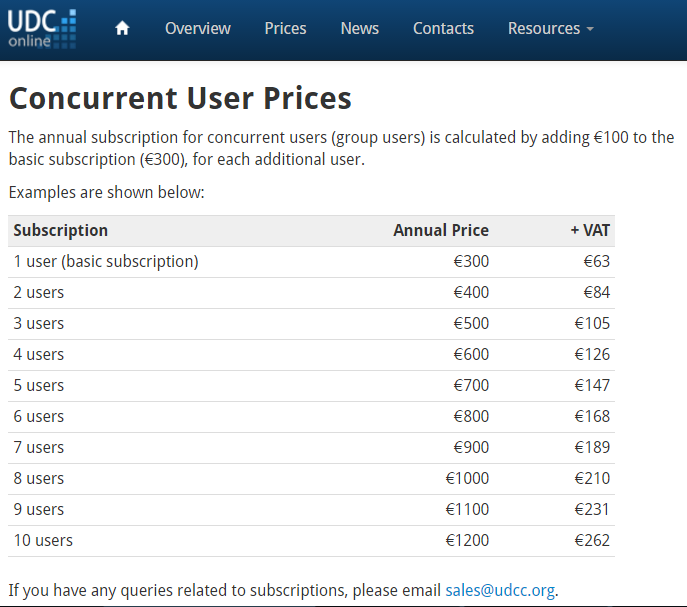 UDC
online
Overview Prices News Contacts Resources
Concurrent User Prices
The annual subscription for concurrent users (group users) is calculated by adding €100 to the
basic subscription (€300), for each additional user.
Examples are shown below:
Subscription Annual Price + VAT
1 user (basic subscription) €300 €63
2 users €400 €84
3 users €500 €105
4 users €600 €126
5 users €700 €147
6 users €800 €168
7 users €900 €189
8 users €1000 €210
9 users €1100 €231
10 users €1200 €262
If you have any queries related to subscriptions, please email sales@udcc.org.